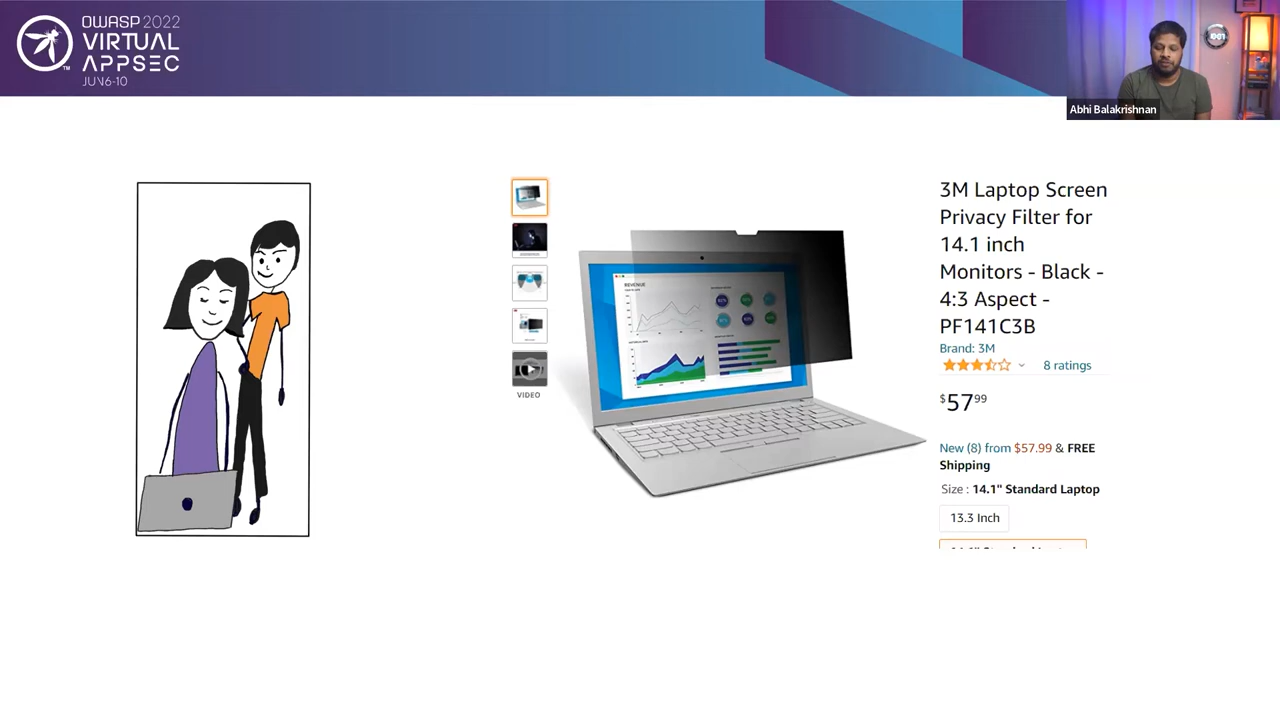 OWASP 2022
VIRTUAL
APPSEC
TM
JUN 6-10
Abhi Balakrishnan
VIDEO
REVENUE
3M Laptop Screen
Privacy Filter for
14.1 inch
Monitors - Black -
4:3 Aspect -
PF141C3B
Brand: 3M
8 ratings
$57.99
New (8) from $57.99 & FREE
Shipping
Size : 14.1" Standard Laptop
13.3 Inch